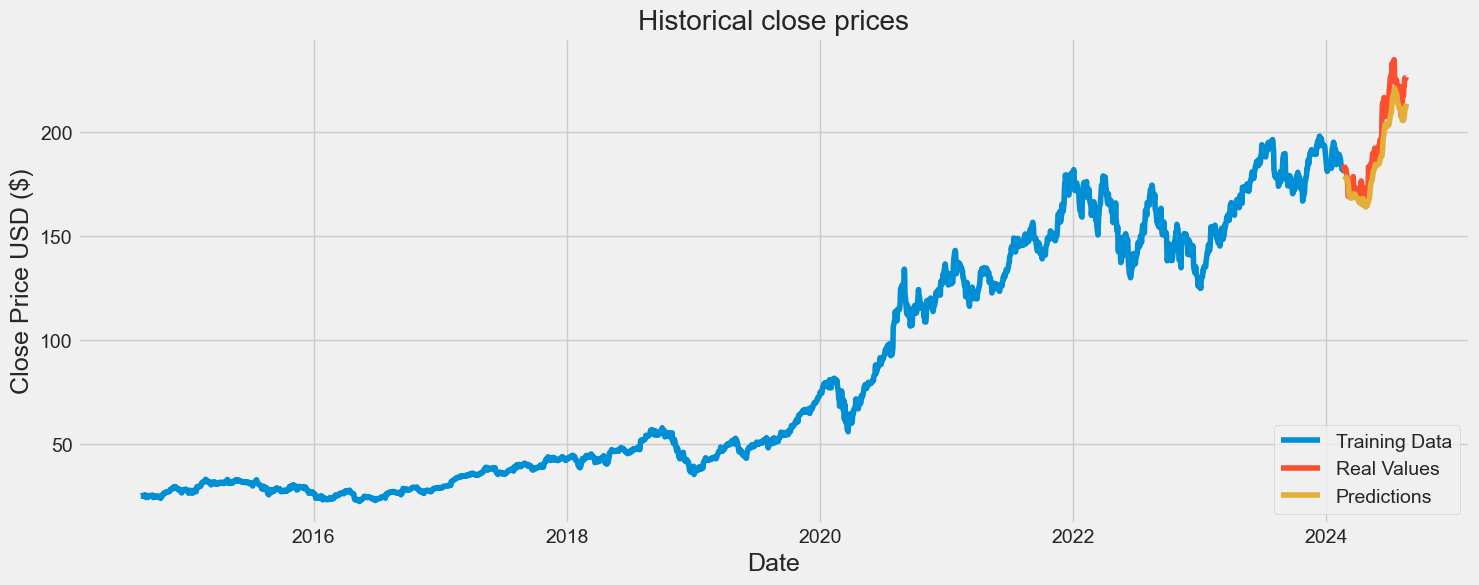 Historical close prices
Close Price USD ($)
200
150
100
50
2016
2018
2020
2022
2024
Date
Training Data
Real Values
Predictions